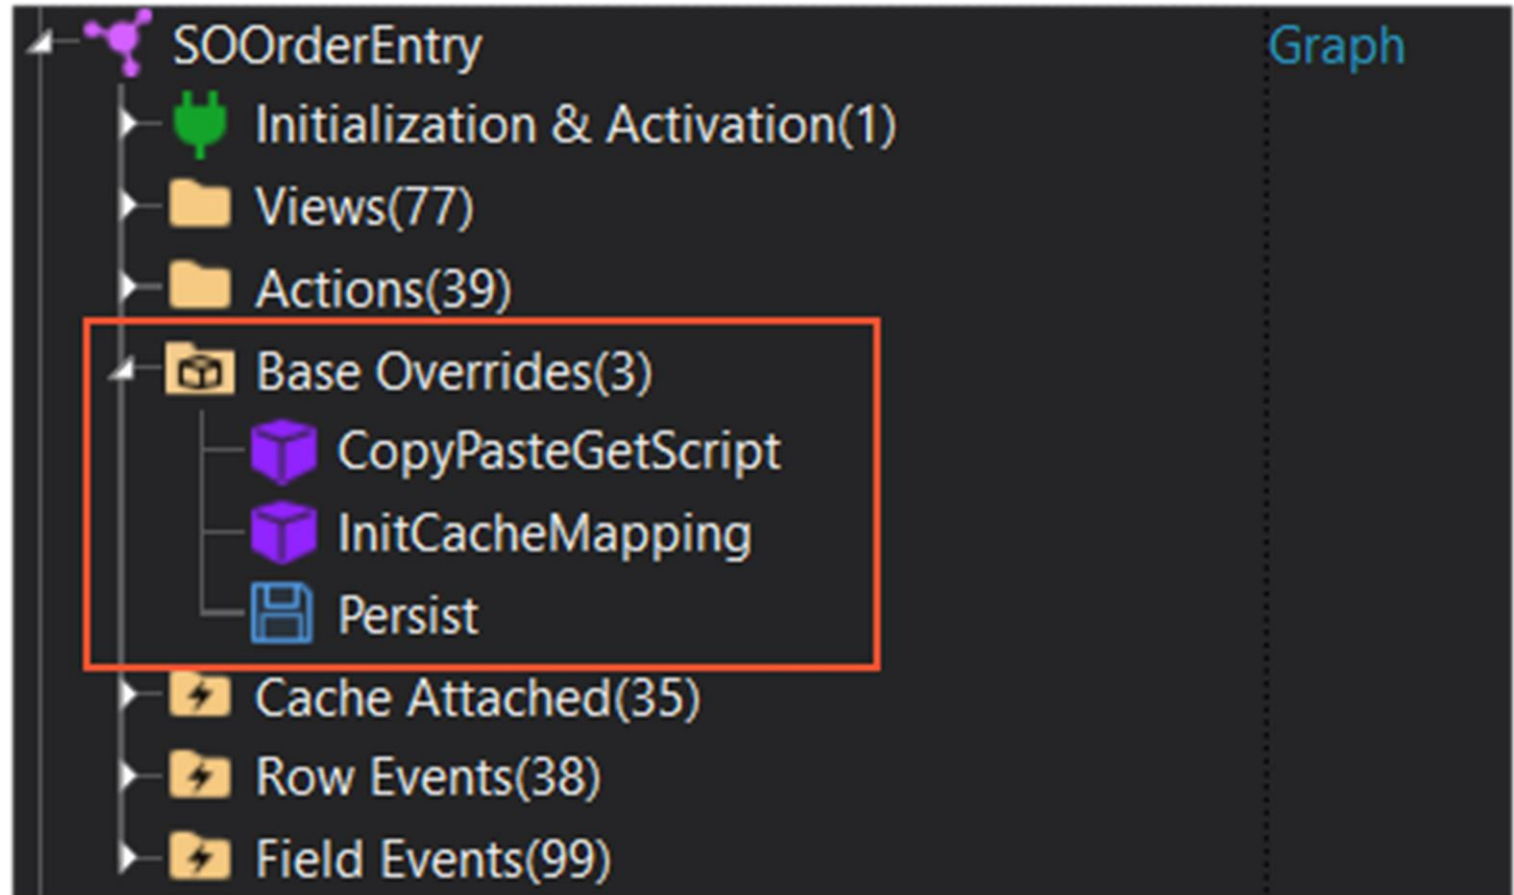 SOOrderEntry Graph
Initialization & Activation(1)
Views(77)
Actions(39)
Base Overrides(3)
CopyPasteGetScript
InitCacheMapping
Persist
Cache Attached(35)
Row Events(38)
Field Events(99)